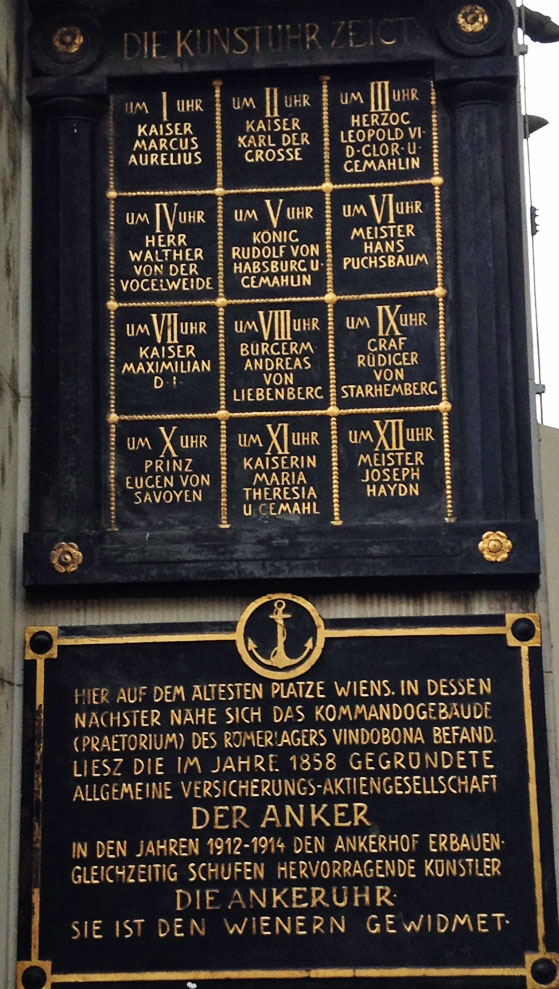 DIE KUNSTUHR ZEIGT
UM I UHR
KAISER
MARCUS
AURELIUS
UM II UHR
KAISER
KARL DER
GROSSE
UM III UHR
HERZOG
LEOPOLD VI·
D·GLOR·U·
GEMAHLIN
UM IV UHR
HERR
WALTHER
VON DER
VOGELWEIDE
UM V UHR
KÖNIG
RUDOLF VON
HABSBURG U·
GEMAHLIN
UM VI UHR
MEISTER
HANS
PUCHSBAUM
UM VII UHR
KAISER
MAXIMILIAN
D·I·
UM VIII UHR
BÜRGERM·
ANDREAS
VON
LIEBENBERG
UM IX UHR
GRAF
RÜDIGER
VON
STARHEMBERG
UM X UHR
PRINZ
EUGEN VON
SAVOYEN
UM XI UHR
KAISERIN
MARIA
THERESIA
U·GEMAHL
UM XII UHR
MEISTER
JOSEPH
HAYDN
HIER AUF DEM ÄLTESTEN PLATZE WIENS, IN DESSEN
NÄCHSTER NÄHE SICH DAS KOMMANDOGEBÄUDE
(PRAETORIUM) DES RÖMERLAGERS VINDOBONA BEFAND,
LIESZ DIE IM JAHRE 1858 GEGRÜNDETE
ALLGEMEINE VERSICHERUNGS-AKTIENGESELLSCHAFT
DER ANKER
IN DEN JAHREN 1912-1914 DEN ANKERHOF ERBAUEN·
GLEICHZEITIG SCHUFEN HERVORRAGENDE KÜNSTLER
DIE ANKERUHR·
SIE IST DEN WIENERN GEWIDMET·